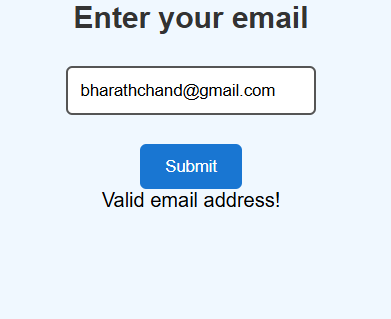 Enter your email
bharathchand@gmail.com
Submit
Valid email address!